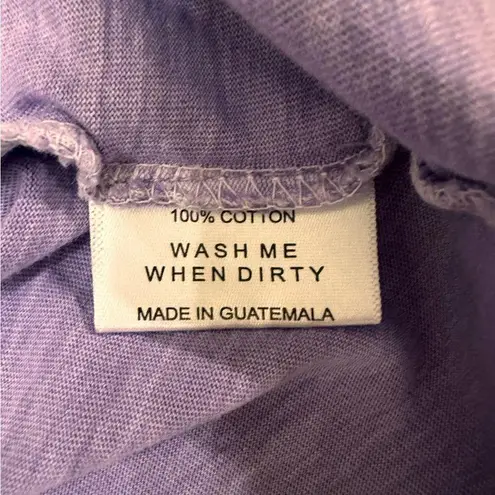 100% COTTON
WASH ME
WHEN DIRTY
MADE IN GUATEMALA